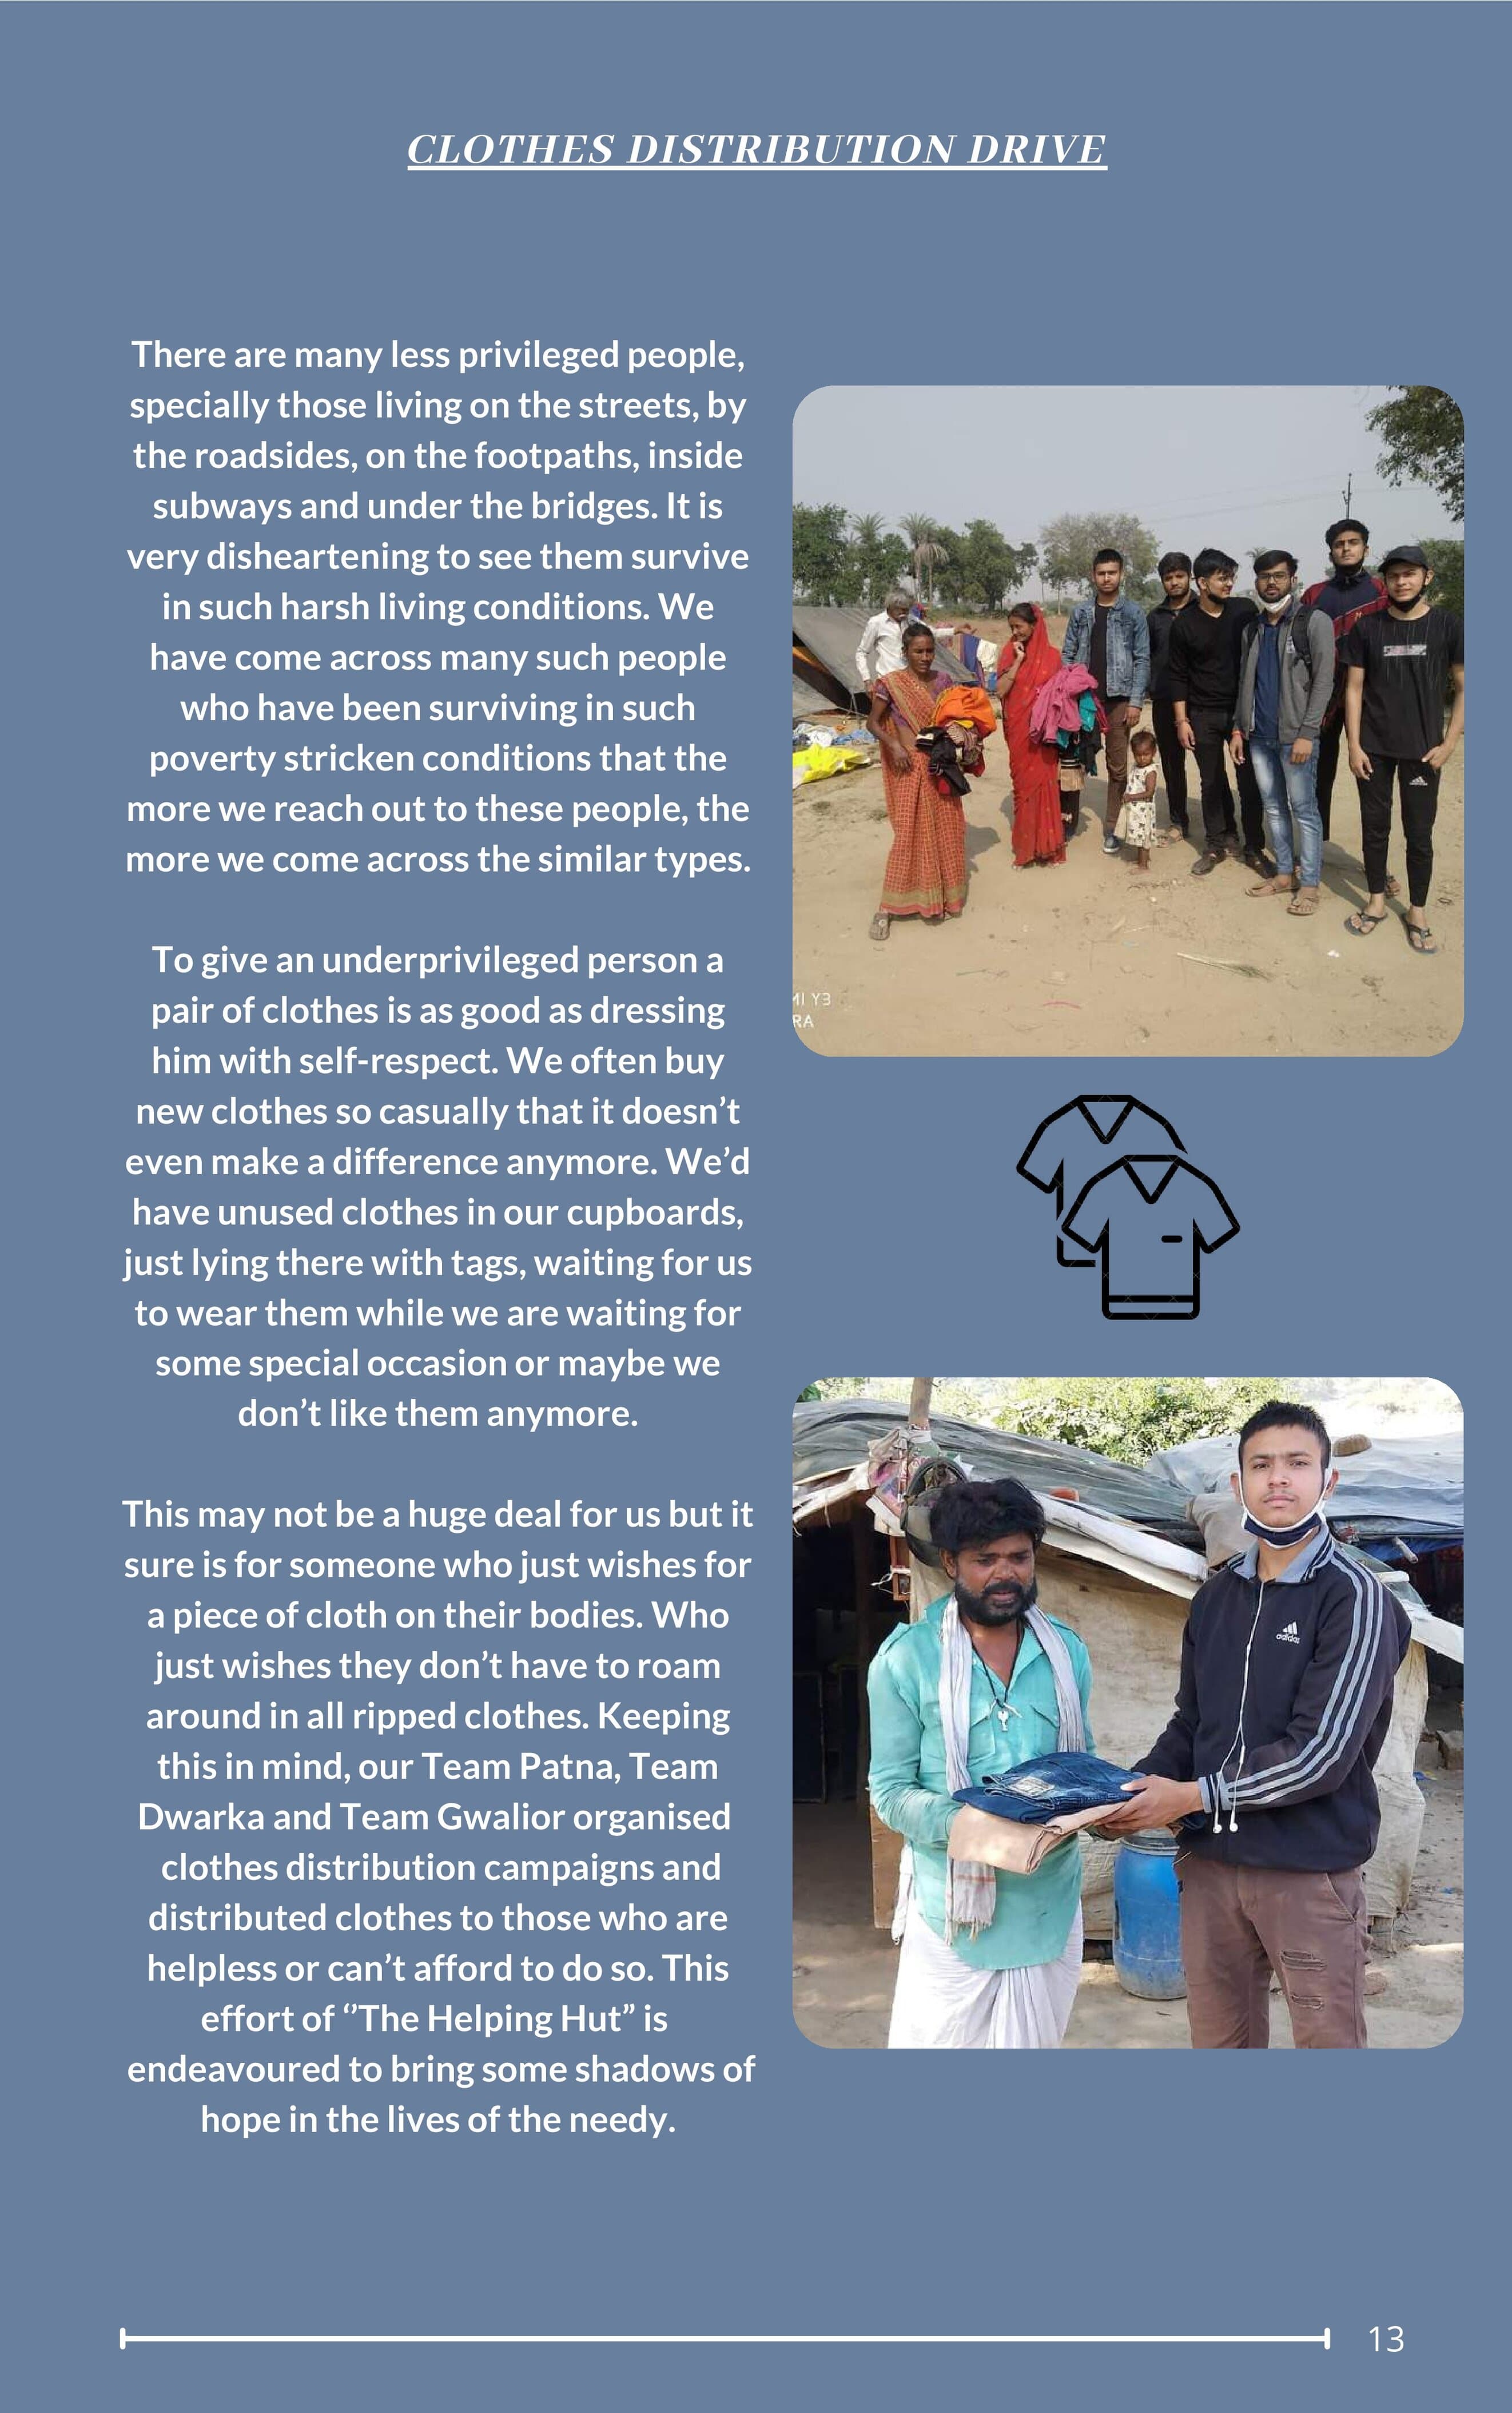 CLOTHES DISTRIBUTION DRIVE
There are many less privileged people,
specially those living on the streets, by
the roadsides, on the footpaths, inside
subways and under the bridges. It is
very disheartening to see them survive
in such harsh living conditions. We
have come across many such people
who have been surviving in such
poverty stricken conditions that the
more we reach out to these people, the
more we come across the similar types.
To give an underprivileged person a
pair of clothes is as good as dressing
him with self-respect. We often buy
new clothes so casually that it doesn’t
even make a difference anymore. We’d
have unused clothes in our cupboards,
just lying there with tags, waiting for us
to wear them while we are waiting for
some special occasion or maybe we
don’t like them anymore.
This may not be a huge deal for us but it
sure is for someone who just wishes for
a piece of cloth on their bodies. Who
just wishes they don’t have to roam
around in all ripped clothes. Keeping
this in mind, our Team Patna, Team
Dwarka and Team Gwalior organised
clothes distribution campaigns and
distributed clothes to those who are
helpless or can’t afford to do so. This
effort of ‘’The Helping Hut” is
endeavoured to bring some shadows of
hope in the lives of the needy.
MI Y3
RA
adidas
13